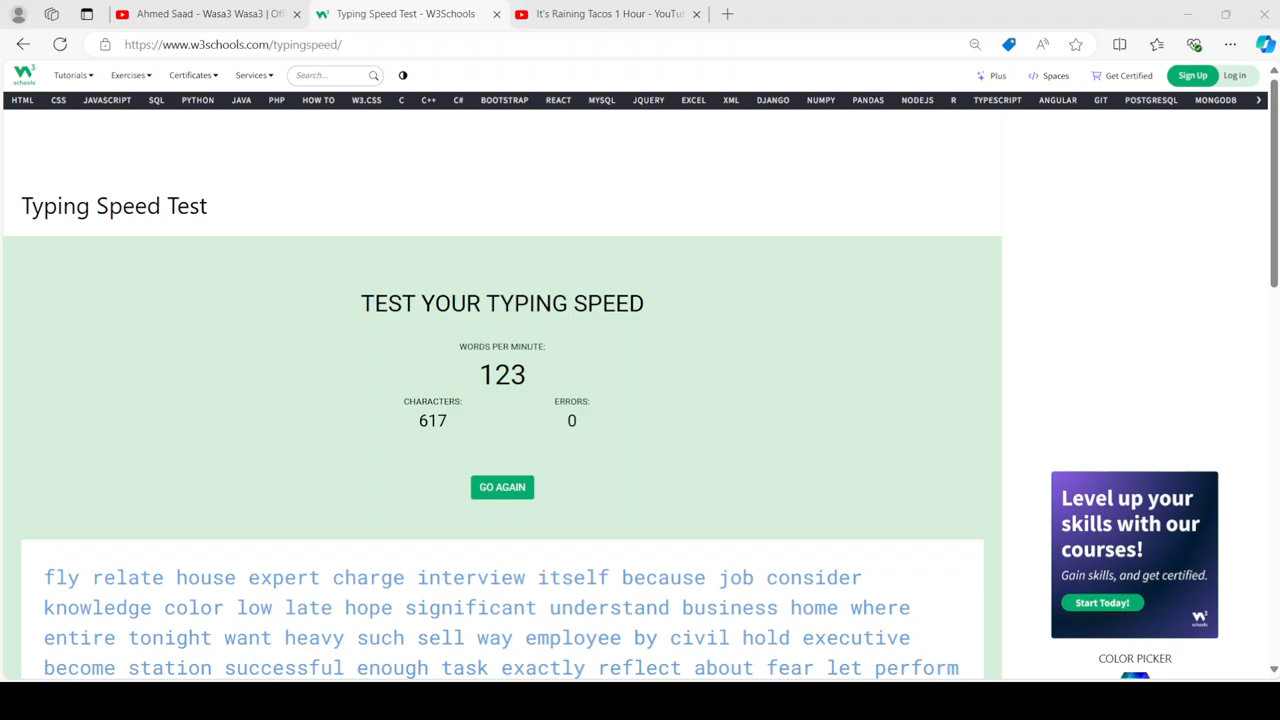 Ahmed Saad - Wasa3 Wasa3 | Off
Typing Speed Test - W3Schools
It's Raining Tacos 1 Hour - YouTu
https://www.w3schools.com/typingspeed/
schools
Tutorials
Exercises
Certificates
Services
Search...
Plus
Spaces
Get Certified
Sign Up
Log in
HTML CSS JAVASCRIPT SQL PYTHON JAVA PHP HOW TO W3.CSS C C++ C# BOOTSTRAP REACT MYSQL JQUERY EXCEL XML DJANGO NUMPY PANDAS NODEJS R TYPESCRIPT ANGULAR GIT POSTGRESQL MONGODB
Typing Speed Test
TEST YOUR TYPING SPEED
WORDS PER MINUTE:
123
CHARACTERS:
617
ERRORS:
0
GO AGAIN
fly relate house expert charge interview itself because job consider
knowledge color low late hope significant understand business home where
entire tonight want heavy such sell way employee by civil hold executive
become station successful enough task exactly reflect about fear let perform
Level up your
skills with our
courses!
Gain skills, and get certified.
Start Today!
schools
COLOR PICKER